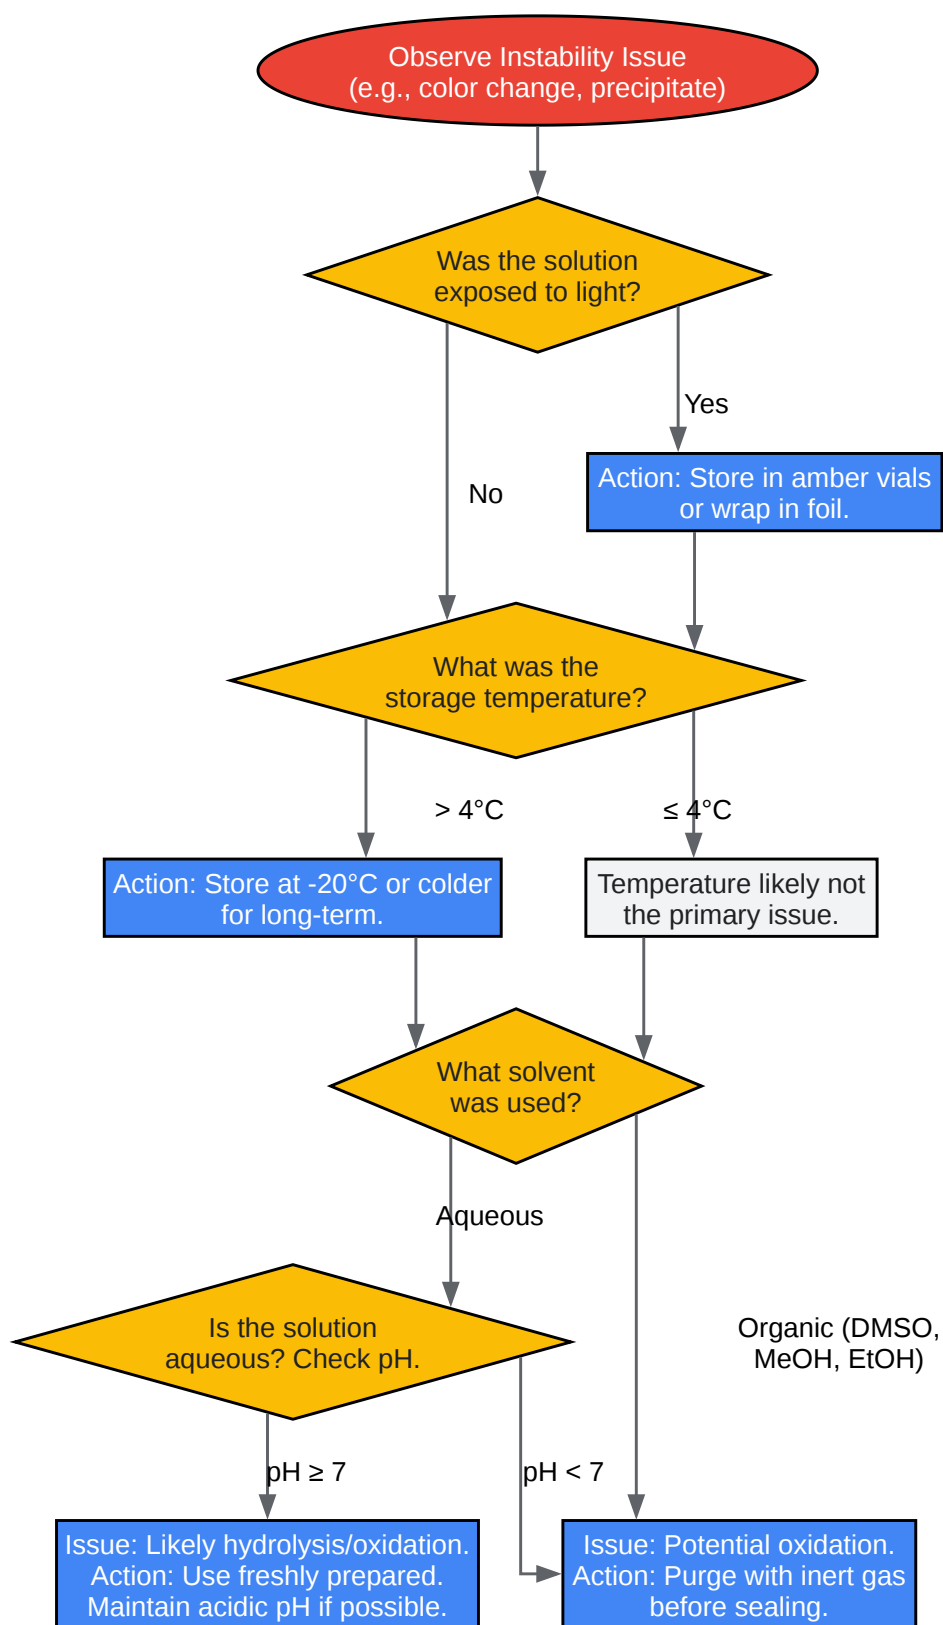 Observe Instability Issue
(e.g., color change, precipitate)
Was the solution
exposed to light?
Yes
Action: Store in amber vials
or wrap in foil.
No
What was the
storage temperature?
> 4°C
≤ 4°C
Action: Store at -20°C or colder
for long-term.
Temperature likely not
the primary issue.
What solvent
was used?
Aqueous
Organic (DMSO,
MeOH, EtOH)
Is the solution
aqueous? Check pH.
pH ≥ 7
pH < 7
Issue: Likely hydrolysis/oxidation.
Action: Use freshly prepared.
Maintain acidic pH if possible.
Issue: Potential oxidation.
Action: Purge with inert gas
before sealing.